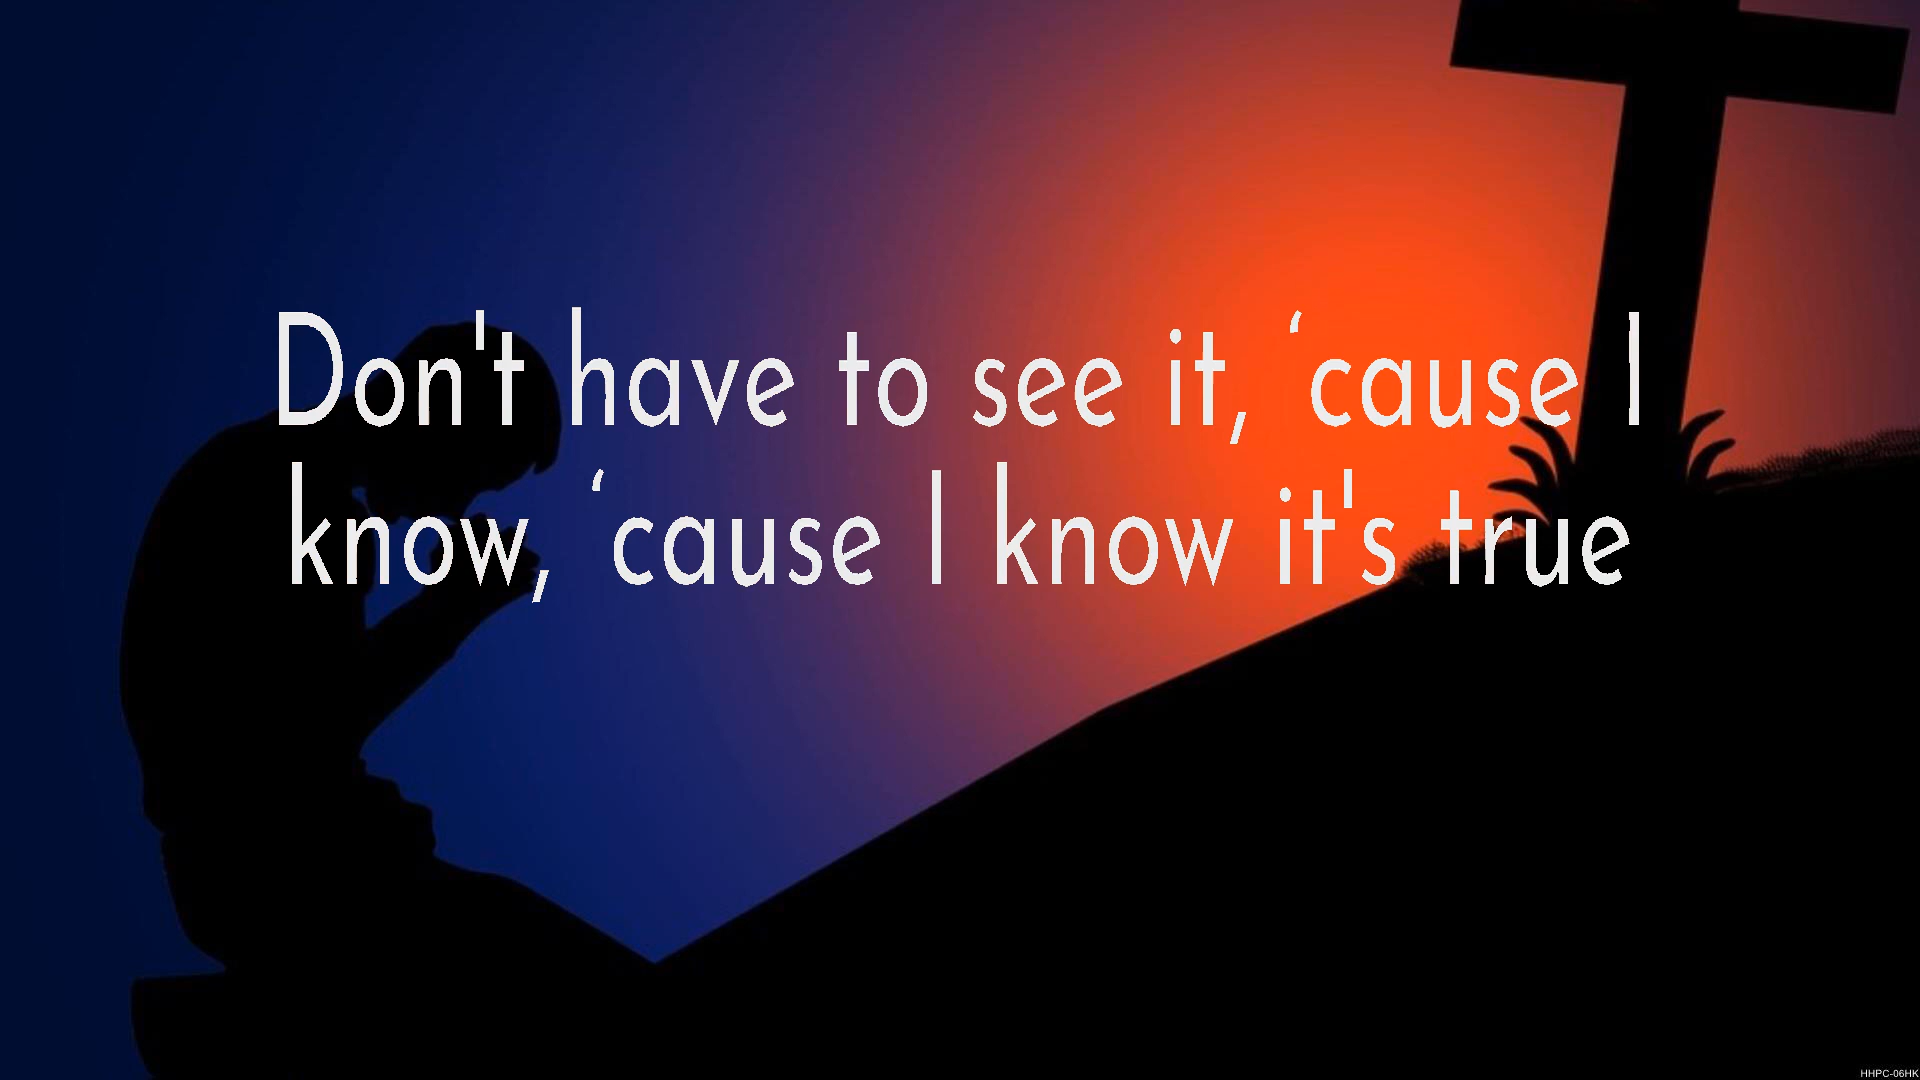 Don't have to see it, ‘cause I
know, ‘cause I know it's true
HHPC-06HK